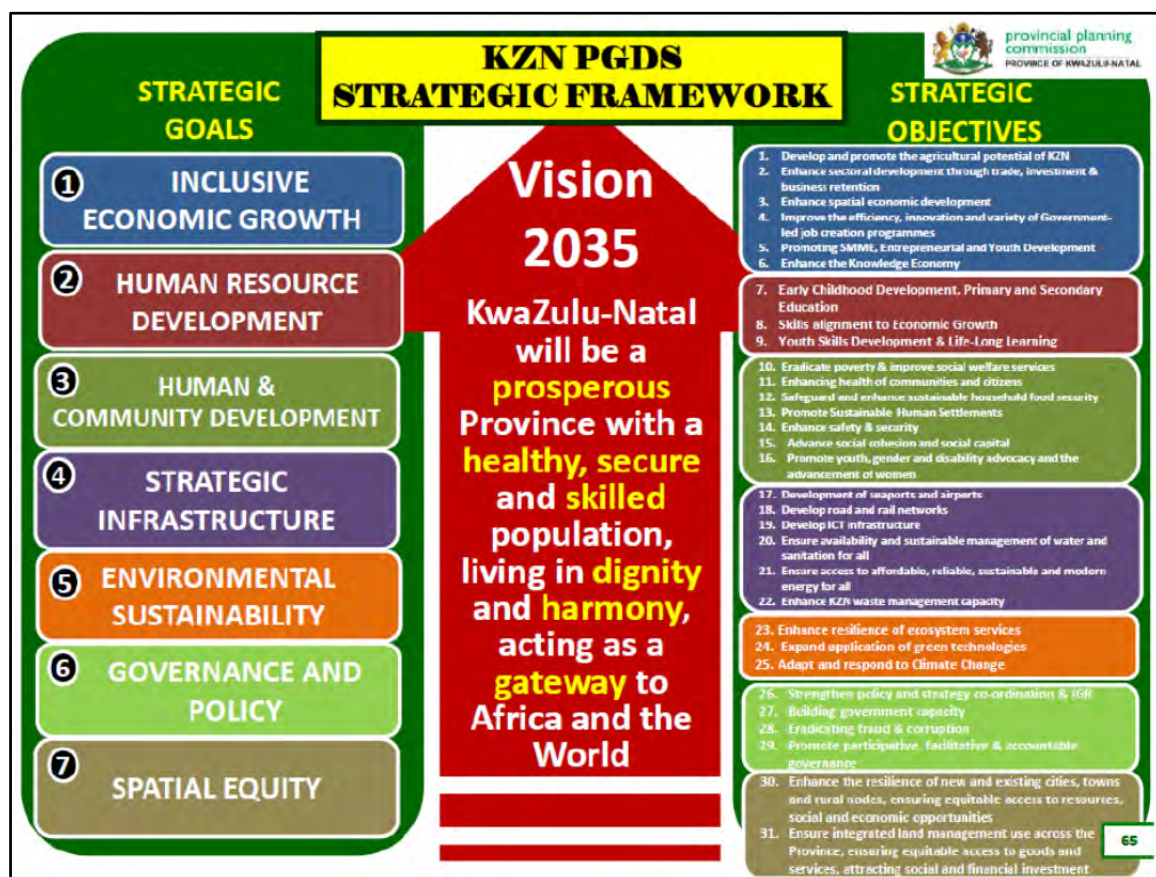 KZN PGDS
STRATEGIC FRAMEWORK
provincial planning
commission
PROVINCE OF KWAZULU-NATAL
STRATEGIC
GOALS
1
INCLUSIVE
ECONOMIC GROWTH
2
HUMAN RESOURCE
DEVELOPMENT
3
HUMAN &
COMMUNITY DEVELOPMENT
4
STRATEGIC
INFRASTRUCTURE
5
ENVIRONMENTAL
SUSTAINABILITY
6
GOVERNANCE AND
POLICY
7
SPATIAL EQUITY
Vision
2035
KwaZulu-Natal
will be a
prosperous
Province with a
healthy, secure
and skilled
population,
living in dignity
and harmony,
acting as a
gateway to
Africa and the
World
STRATEGIC
OBJECTIVES
1. Develop and promote the agricultural potential of KZN
2. Enhance sectoral development through trade, investment &
business retention
3. Enhance spatial economic development
4. Improve the efficiency, innovation and variety of Government-
led job creation programmes
5. Promoting SMME, Entrepreneurial and Youth Development
6. Enhance the Knowledge Economy
7. Early Childhood Development, Primary and Secondary
Education
8. Skills alignment to Economic Growth
9. Youth Skills Development & Life-Long Learning
10. Eradicate poverty & improve social welfare services
11. Enhancing health of communities and citizens
12. Safeguard and enhance sustainable household food security
13. Promote Sustainable Human Settlements
14. Enhance safety & security
15. Advance social cohesion and social capital
16. Promote youth, gender and disability advocacy and the
advancement of women
17. Development of seaports and airports
18. Develop road and rail networks
19. Develop ICT infrastructure
20. Ensure availability and sustainable management of water and
sanitation for all
21. Ensure access to affordable, reliable, sustainable and modern
energy for all
22. Enhance KZN waste management capacity
23. Enhance resilience of ecosystem services
24. Expand application of green technologies
25. Adapt and respond to Climate Change
26. Strengthen policy and strategy co-ordination & IGR
27. Building government capacity
28. Eradicating fraud & corruption
29. Promote participative, facilitative & accountable
governance
30. Enhance the resilience of new and existing cities, towns
and rural nodes, ensuring equitable access to resources,
social and economic opportunities
31. Ensure integrated land management use across the
Province, ensuring equitable access to goods and
services, attracting social and financial investment
65